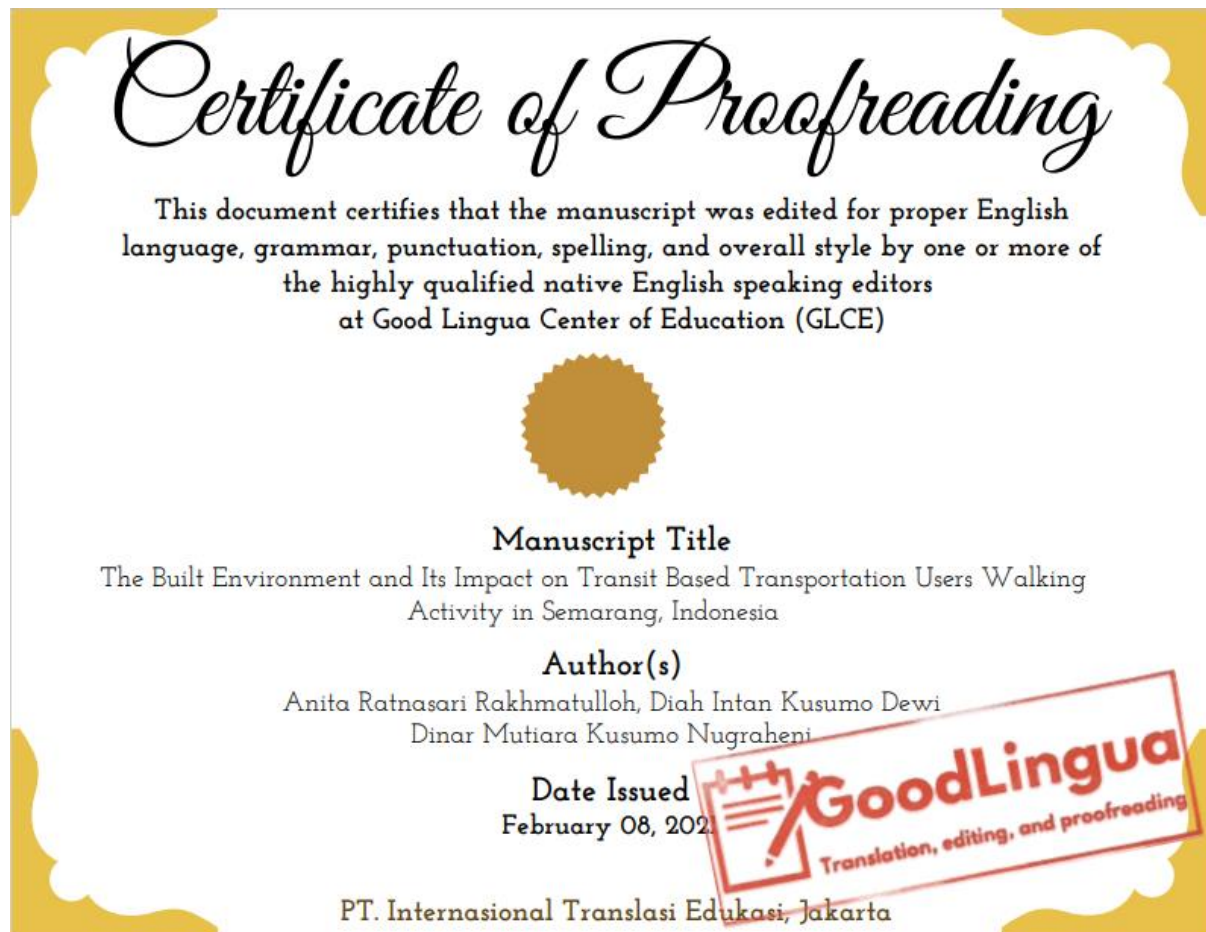 Certificate of Proofreading
This document certifies that the manuscript was edited for proper English
language, grammar, punctuation, spelling, and overall style by one or more of
the highly qualified native English speaking editors
at Good Lingua Center of Education (GLCE)
Manuscript Title
The Built Environment and Its Impact on Transit Based Transportation Users Walking
Activity in Semarang, Indonesia
Author(s)
Anita Ratnasari Rakhmatulloh, Diah Intan Kusumo Dewi
Dinar Mutiara Kusumo Nugraheni
Date Issued
February 08,
GoodLingua
Translation, editing, and proofreading
PT. Internasional Translasi Edukasi, Jakarta